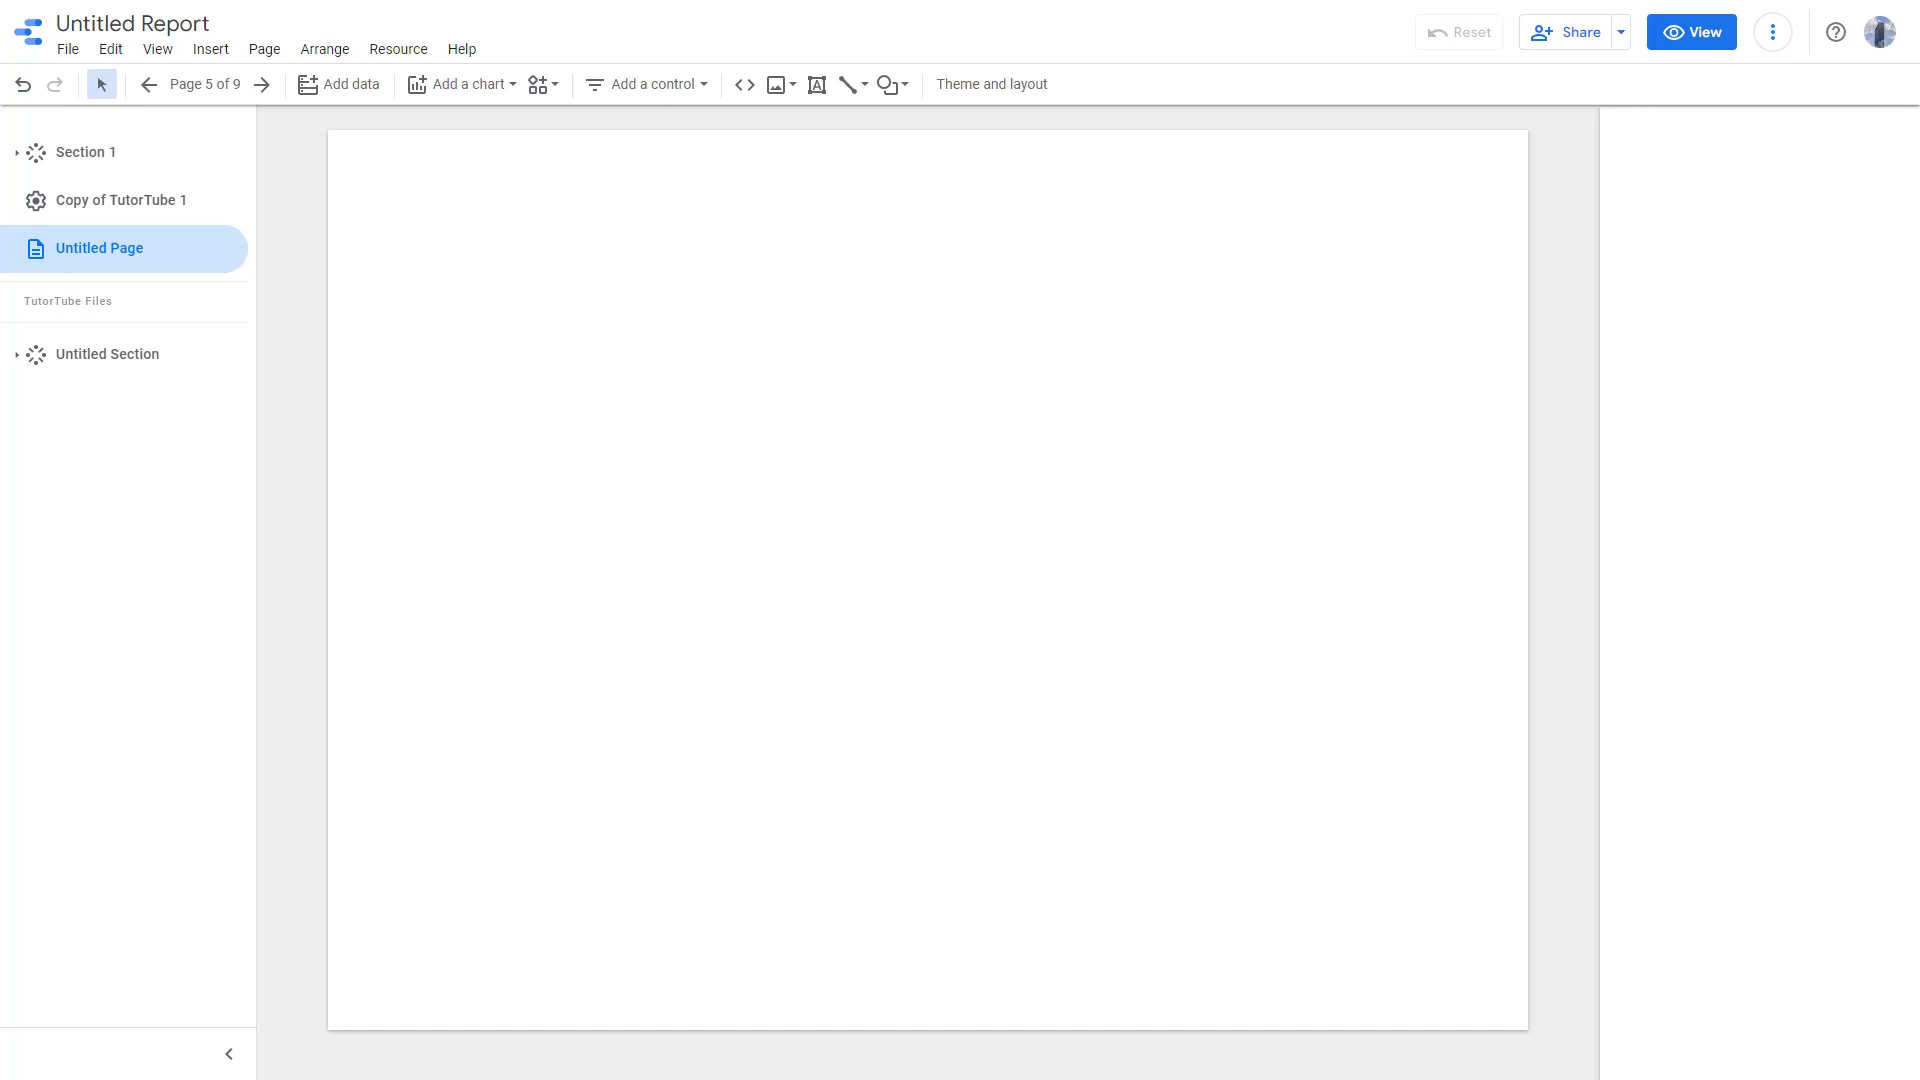 Untitled Report
File Edit View Insert Page Arrange Resource Help
Reset Share View
Page 5 of 9 Add data Add a chart Add a control Theme and layout
Section 1
Copy of TutorTube 1
Untitled Page
TutorTube Files
Untitled Section